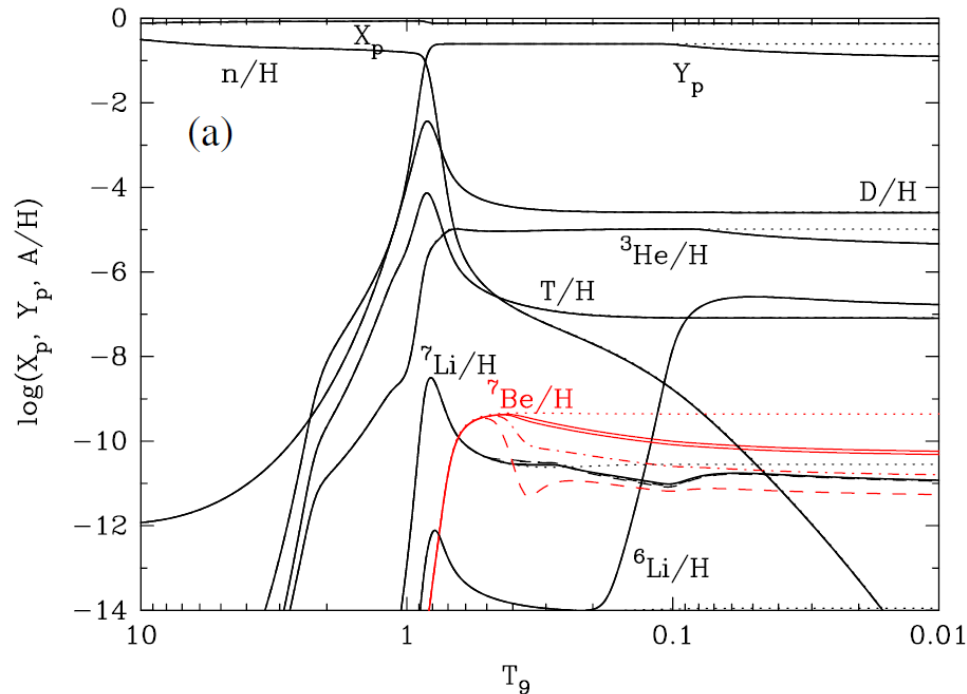 0
X_p
n/H
Y_p
−2
(a)
−4
D/H
³He/H
−6
T/H
⁷Li/H
−8
⁷Be/H
−10
−12
⁶Li/H
−14
10
1
0.1
0.01
T₉
log(X_p, Y_p, A/H)